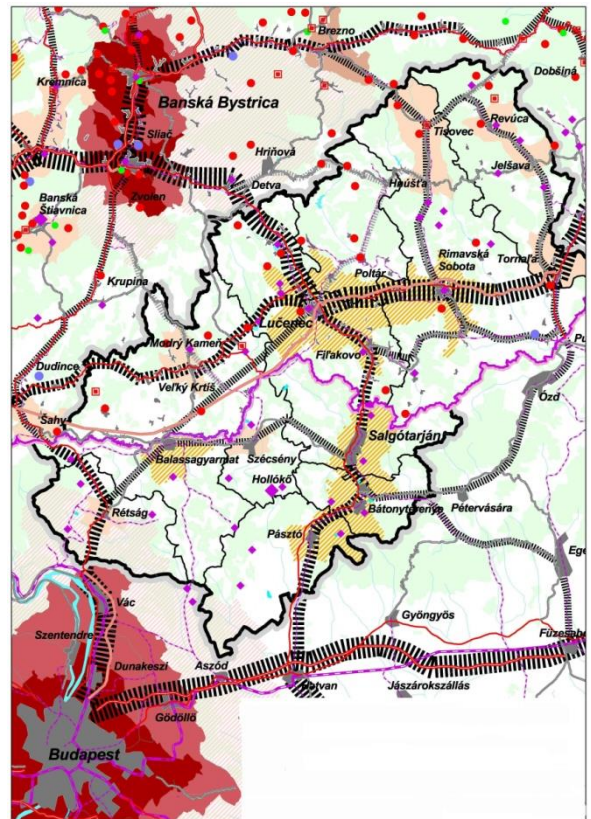 Brezno
Dobšiná
Kremnica
Banská Bystrica
Revúca
Tisovec
Sliač
Hriňová
Jelšava
Detva
Hnúšťa
Banská
Štiavnica
Zvolen
Rimavská
Sobota
Tornaľa
Poltár
Krupina
Lučenec
Modrý Kameň
Fiľakovo
Dudince
Veľký Krtíš
Ózd
Šahy
Salgótarján
Balassagyarmat
Szécsény
Hollókő
Rétság
Bátonyterenye
Pétervására
Pásztó
Vác
Gyöngyös
Szentendre
Dunakeszi
Aszód
Hatvan
Jászárokszállás
Gödöllő
Budapest